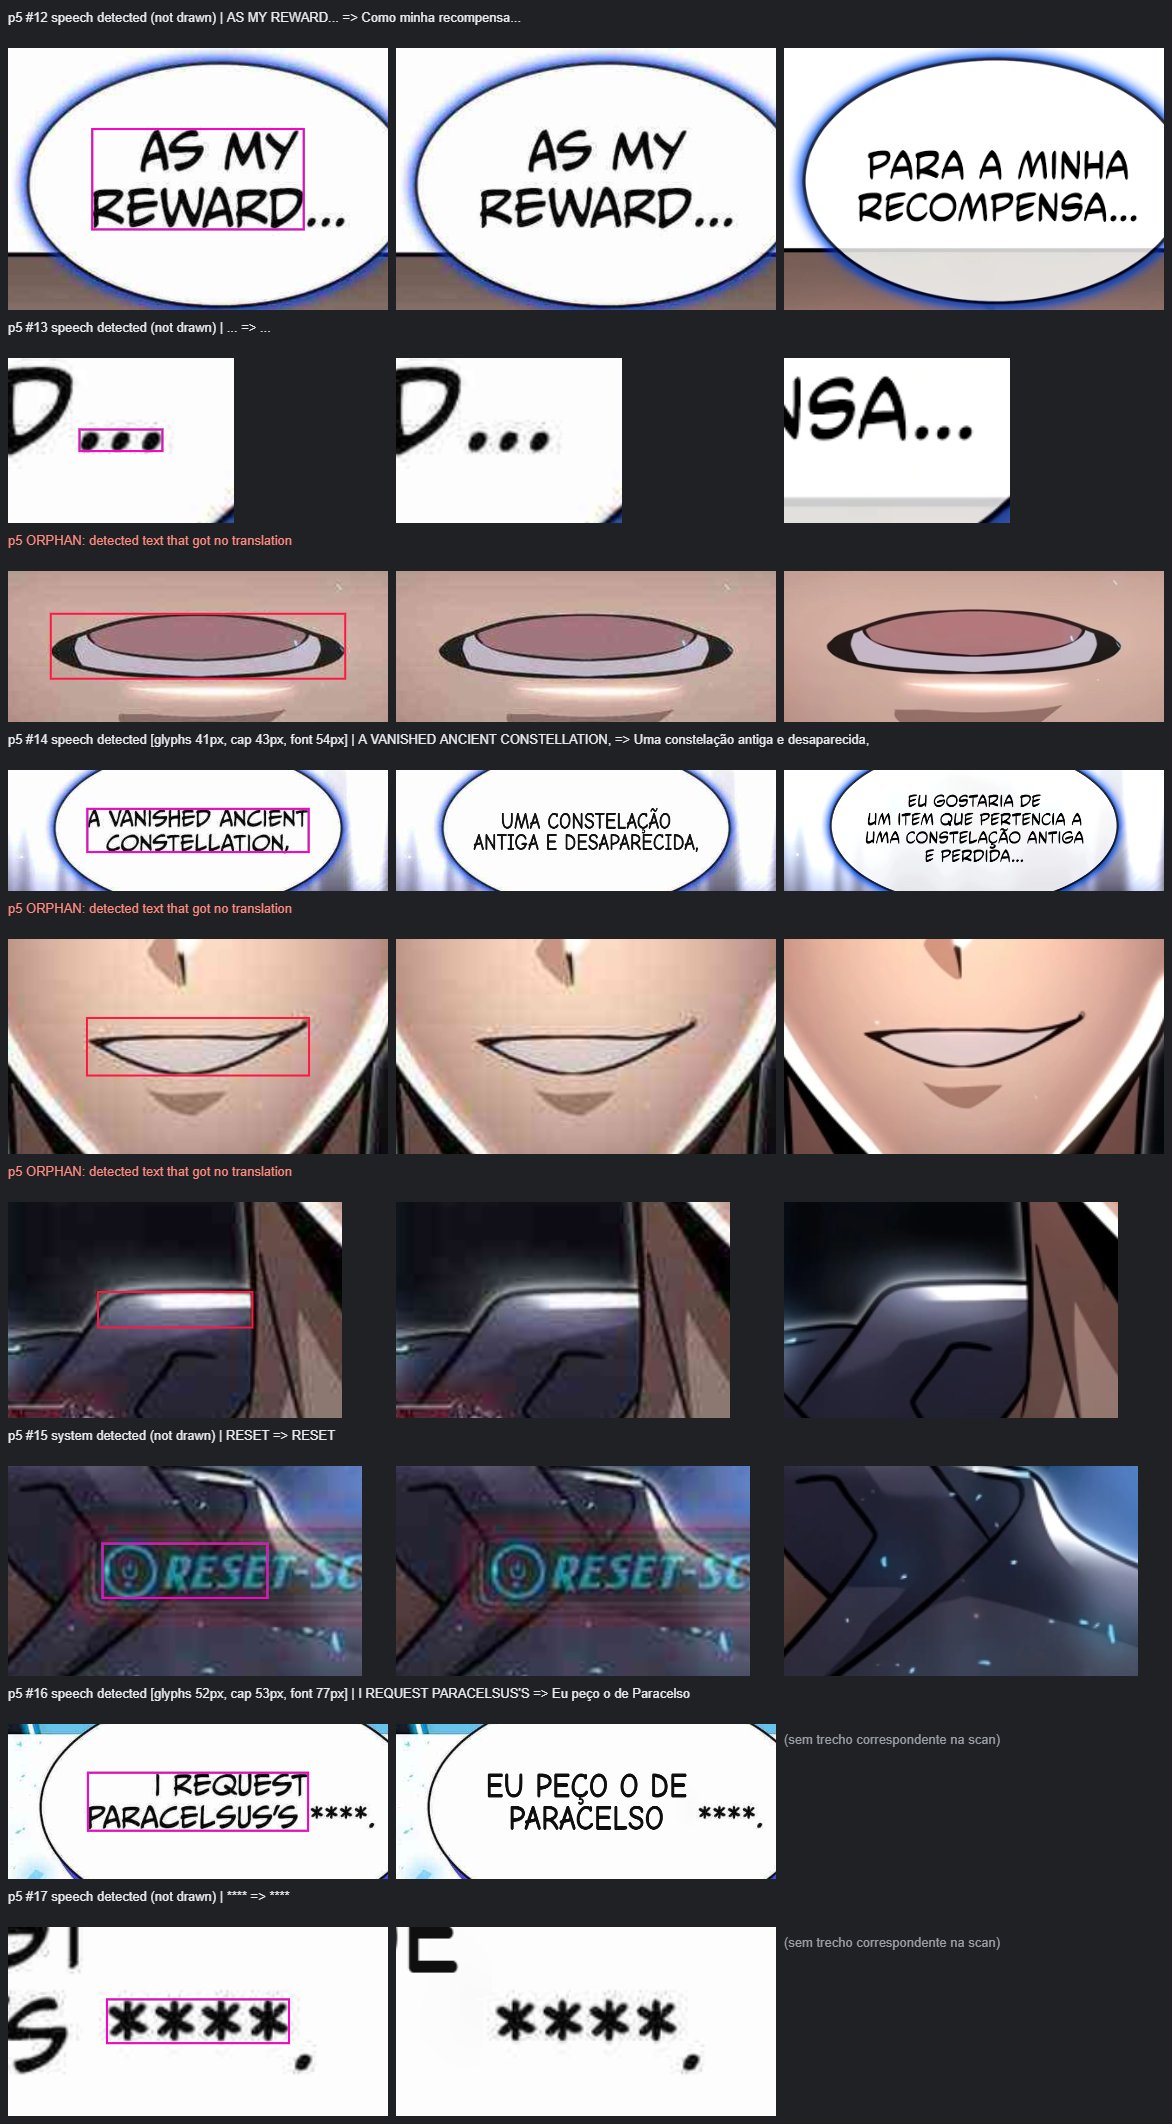 p5 #12 speech detected (not drawn) | AS MY REWARD... => Como minha recompensa...
AS MY
REWARD...
AS MY
REWARD...
PARA A MINHA
RECOMPENSA...
p5 #13 speech detected (not drawn) | ... => ...
D...
D...
NSA...
p5 ORPHAN: detected text that got no translation
p5 #14 speech detected [glyphs 41px, cap 43px, font 54px] | A VANISHED ANCIENT CONSTELLATION, => Uma constelação antiga e desaparecida,
A VANISHED ANCIENT
CONSTELLATION,
UMA CONSTELAÇÃO
ANTIGA E DESAPARECIDA,
EU GOSTARIA DE
UM ITEM QUE PERTENCIA A
UMA CONSTELAÇÃO ANTIGA
E PERDIDA...
p5 ORPHAN: detected text that got no translation
p5 ORPHAN: detected text that got no translation
p5 #15 system detected (not drawn) | RESET => RESET
RESET-SC
RESET-SC
p5 #16 speech detected [glyphs 52px, cap 53px, font 77px] | I REQUEST PARACELSUS'S => Eu peço o de Paracelso
I REQUEST
PARACELSUS'S ****.
EU PEÇO O DE
PARACELSO ****.
(sem trecho correspondente na scan)
p5 #17 speech detected (not drawn) | **** => ****
ST
S ****.
E
****.
(sem trecho correspondente na scan)